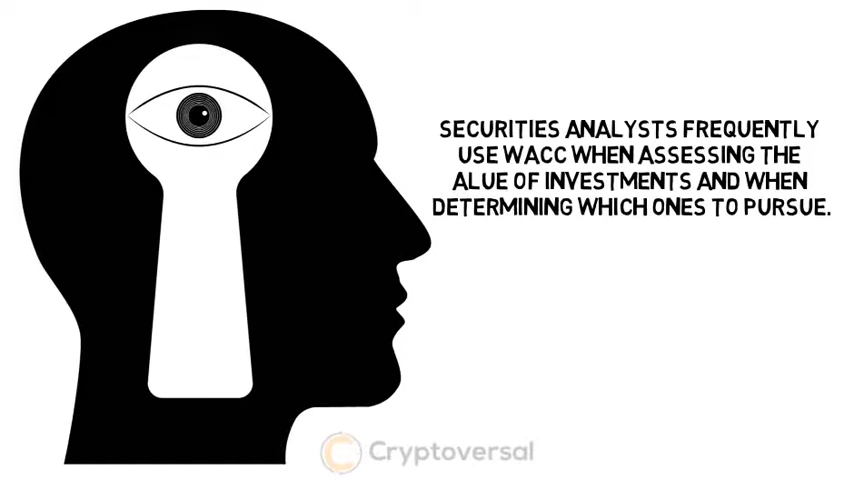 SECURITIES ANALYSTS FREQUENTLY
USE WACC WHEN ASSESSING THE
ALUE OF INVESTMENTS AND WHEN
DETERMINING WHICH ONES TO PURSUE.
Cryptoversal